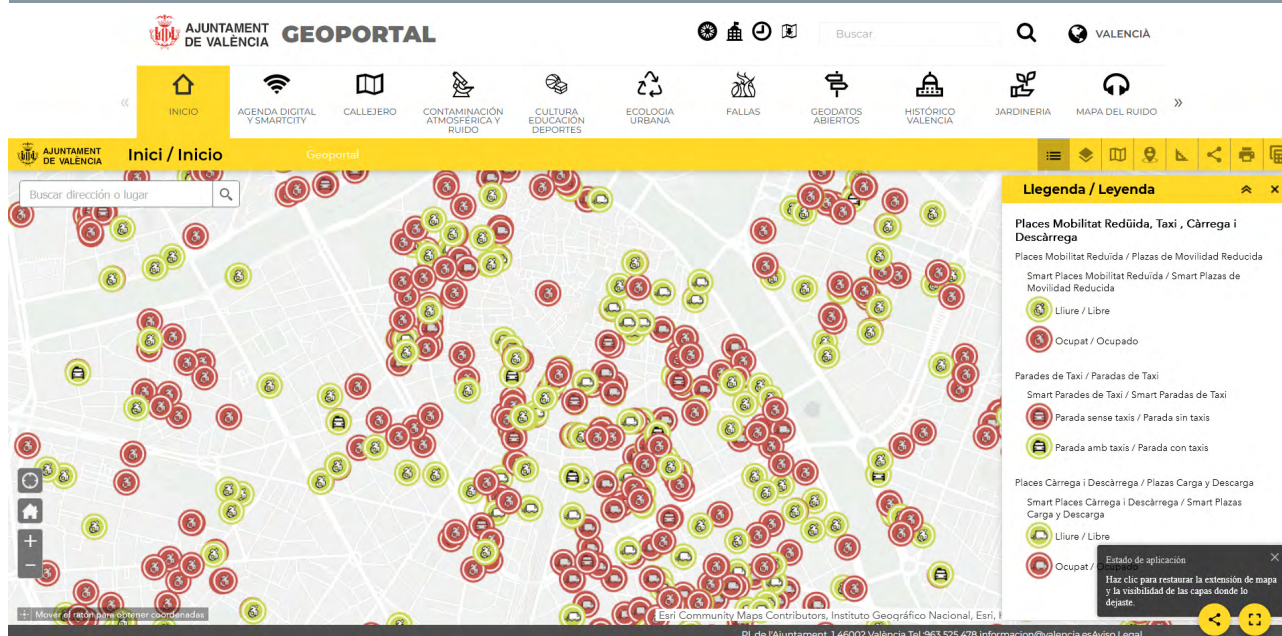 AJUNTAMENT
DE VALÈNCIA
GEOPORTAL
Buscar
VALENCIÀ
«
INICIO
AGENDA DIGITAL
Y SMARTCITY
CALLEJERO
CONTAMINACIÓN
ATMOSFÉRICA Y
RUIDO
CULTURA
EDUCACIÓN
DEPORTES
ECOLOGIA
URBANA
FALLAS
GEODATOS
ABIERTOS
HISTÓRICO
VALENCIA
JARDINERIA
MAPA DEL RUIDO
»
AJUNTAMENT
DE VALÈNCIA
Inici / Inicio
Geoportal
Buscar dirección o lugar
Llegenda / Leyenda
Places Mobilitat Redüida, Taxi , Càrrega i
Descàrrega
Places Mobilitat Reduïda / Plazas de Movilidad Reducida
Smart Places Mobilitat Reduïda / Smart Plazas de
Movilidad Reducida
Lliure / Libre
Ocupat / Ocupado
Parades de Taxi / Paradas de Taxi
Smart Parades de Taxi / Smart Paradas de Taxi
Parada sense taxis / Parada sin taxis
Parada amb taxis / Parada con taxis
Places Càrrega i Descàrrega / Plazas Carga y Descarga
Smart Places Càrrega i Descàrrega / Smart Plazas
Carga y Descarga
Lliure / Libre
Ocupat / Ocupado
Estado de aplicación
Haz clic para restaurar la extensión de mapa
y la visibilidad de las capas donde lo
dejaste.
+
−
Mover el ratón para obtener coordenadas
Esri Community Maps Contributors, Instituto Geográfico Nacional, Esri,
Pl. de l'Ajuntament, 1 46002 València Tel :963 525 478 informacion@valencia.esAviso Legal